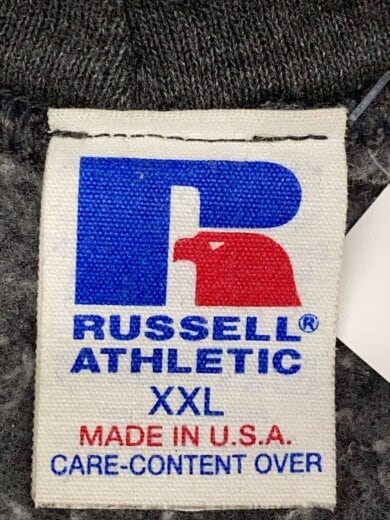 R
RUSSELL®
ATHLETIC
XXL
MADE IN U.S.A.
CARE-CONTENT OVER